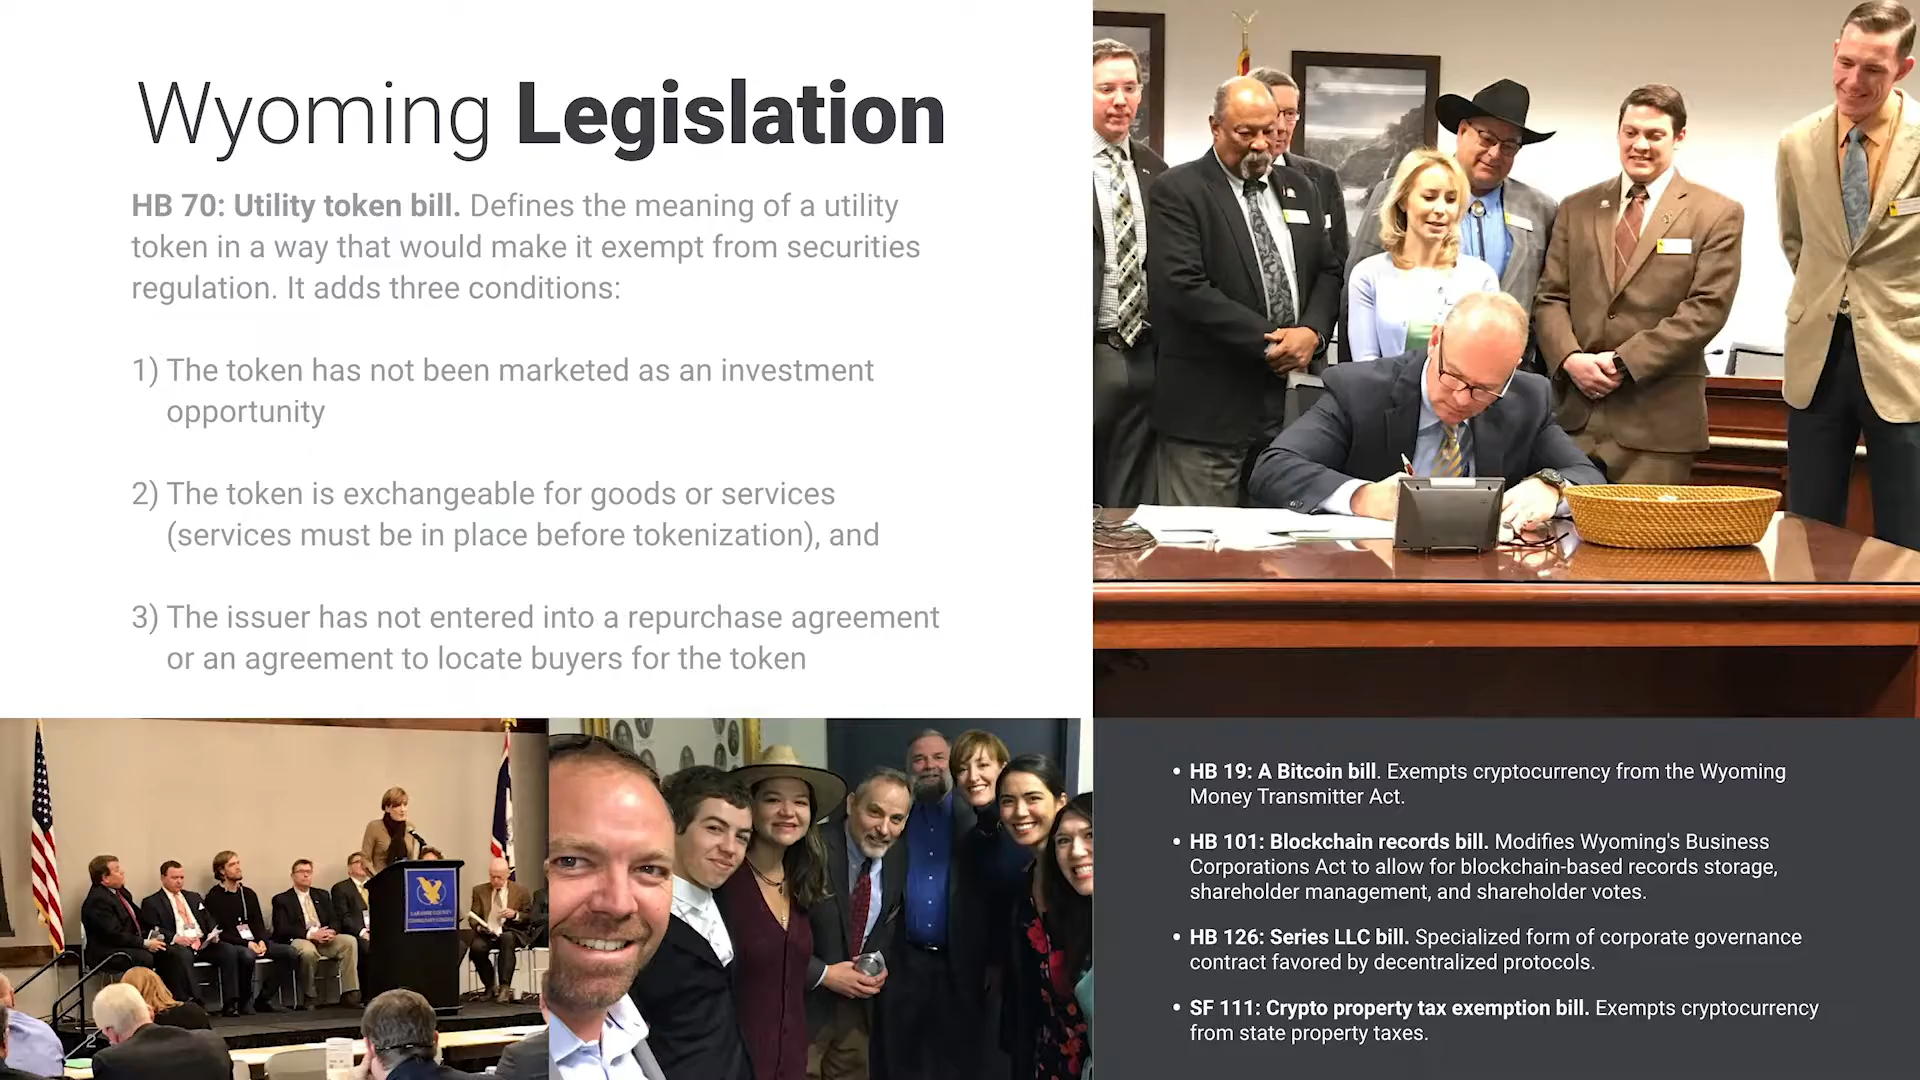 Wyoming Legislation
HB 70: Utility token bill. Defines the meaning of a utility
token in a way that would make it exempt from securities
regulation. It adds three conditions:
1) The token has not been marketed as an investment
opportunity
2) The token is exchangeable for goods or services
(services must be in place before tokenization), and
3) The issuer has not entered into a repurchase agreement
or an agreement to locate buyers for the token
• HB 19: A Bitcoin bill. Exempts cryptocurrency from the Wyoming
Money Transmitter Act.
• HB 101: Blockchain records bill. Modifies Wyoming's Business
Corporations Act to allow for blockchain-based records storage,
shareholder management, and shareholder votes.
• HB 126: Series LLC bill. Specialized form of corporate governance
contract favored by decentralized protocols.
• SF 111: Crypto property tax exemption bill. Exempts cryptocurrency
from state property taxes.
2